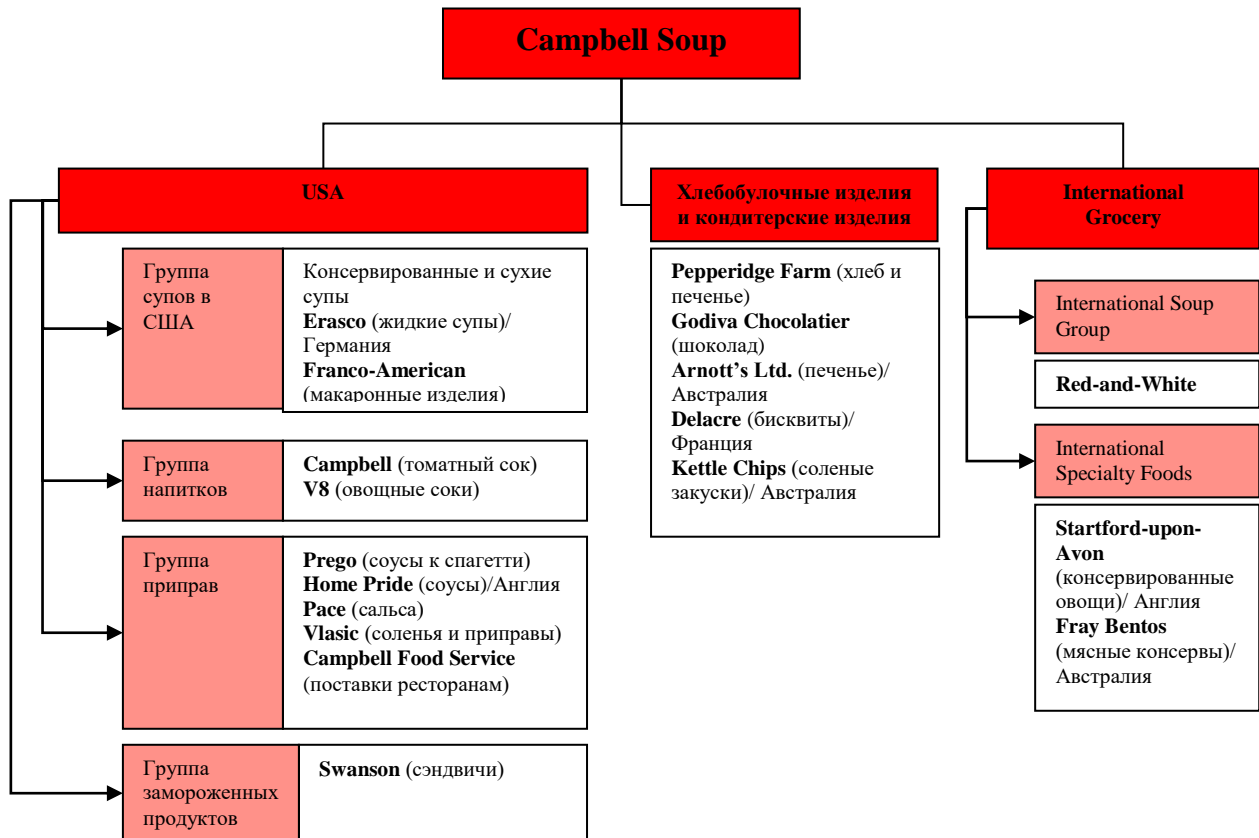 Campbell Soup
USA
Группа
супов в
США
Консервированные и сухие
супы
Erasco (жидкие супы)/
Германия
Franco-American
(макаронные изделия)
Группа
напитков
Campbell (томатный сок)
V8 (овощные соки)
Группа
приправ
Prego (соусы к спагетти)
Home Pride (соусы)/Англия
Pace (сальса)
Vlasic (соленья и приправы)
Campbell Food Service
(поставки ресторанам)
Группа
замороженных
продуктов
Swanson (сэндвичи)
Хлебобулочные изделия
и кондитерские изделия
Pepperidge Farm (хлеб и
печенье)
Godiva Chocolatier
(шоколад)
Arnott’s Ltd. (печенье)/
Австралия
Delacre (бисквиты)/
Франция
Kettle Chips (соленые
закуски)/ Австралия
International
Grocery
International Soup
Group
Red-and-White
International
Specialty Foods
Startford-upon-
Avon
(консервированные
овощи)/ Англия
Fray Bentos
(мясные консервы)/
Австралия